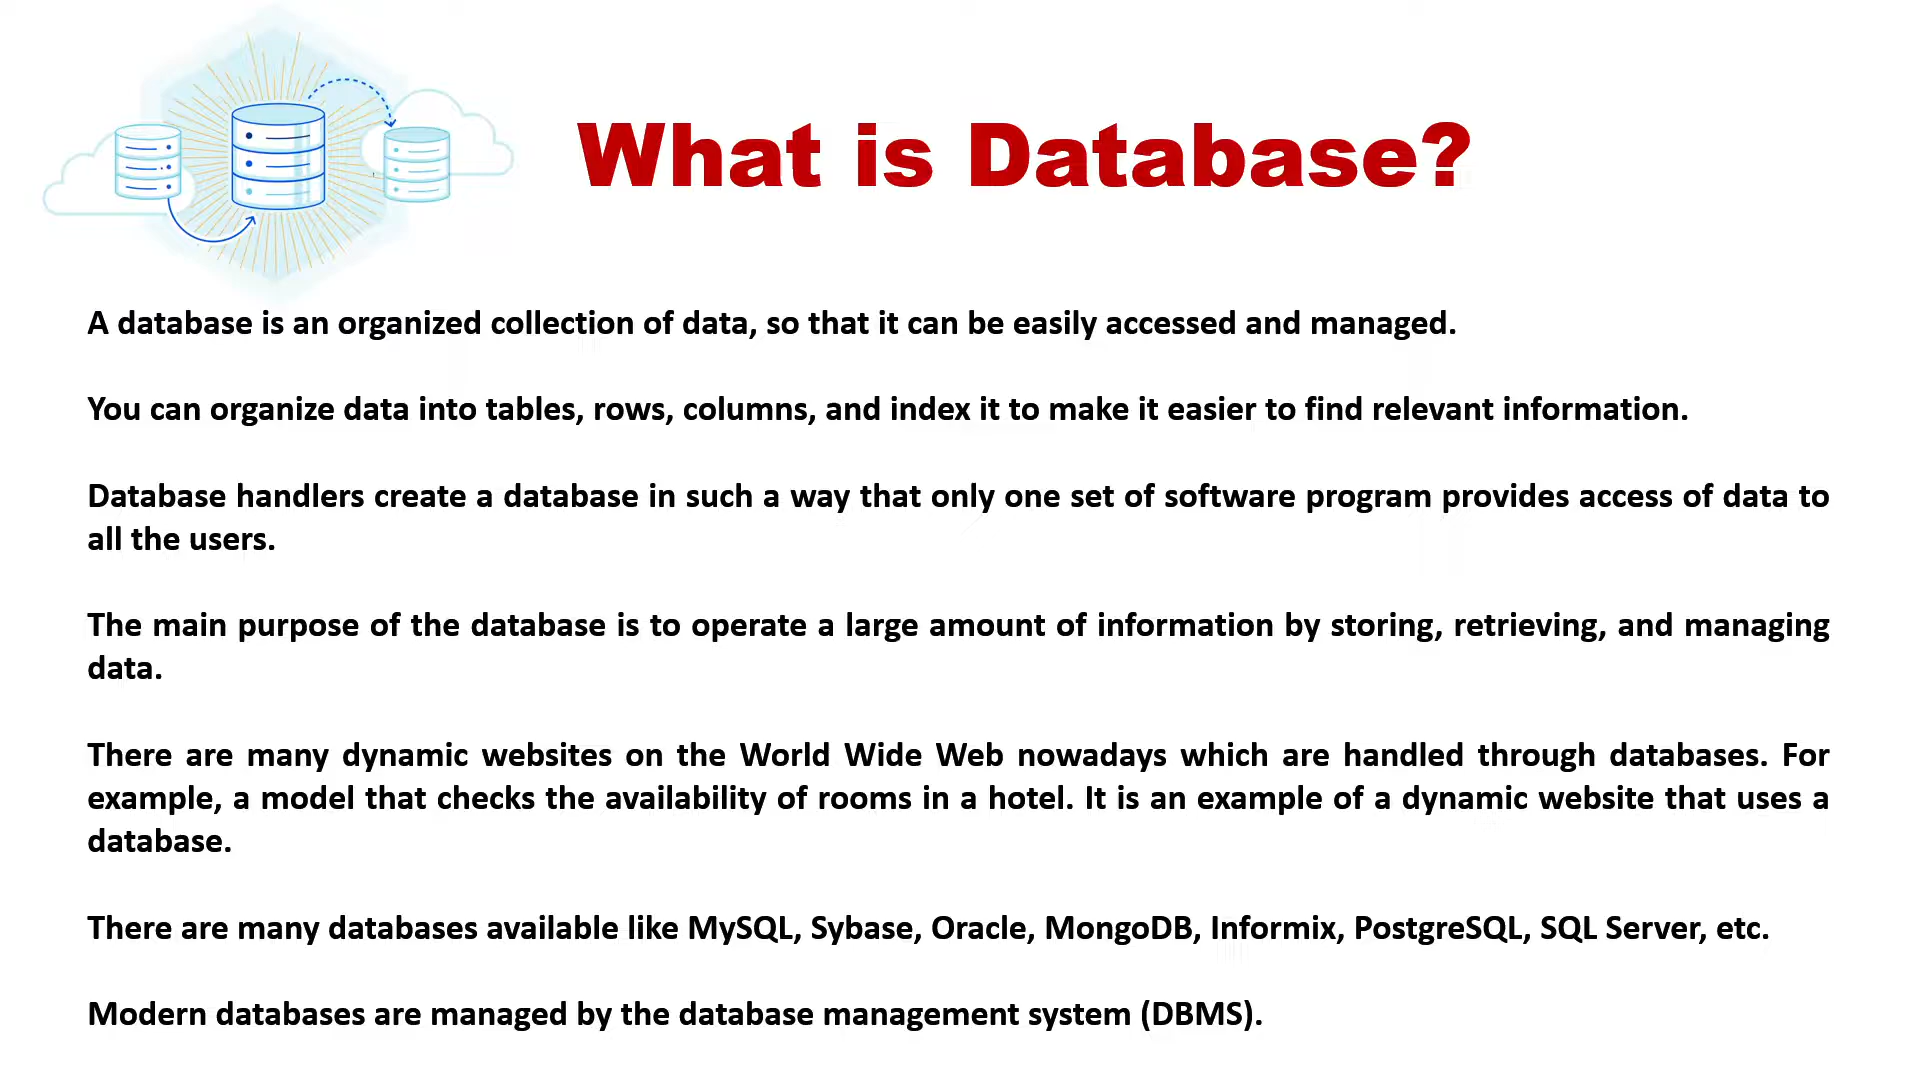 What is Database?
A database is an organized collection of data, so that it can be easily accessed and managed.
You can organize data into tables, rows, columns, and index it to make it easier to find relevant information.
Database handlers create a database in such a way that only one set of software program provides access of data to
all the users.
The main purpose of the database is to operate a large amount of information by storing, retrieving, and managing
data.
There are many dynamic websites on the World Wide Web nowadays which are handled through databases. For
example, a model that checks the availability of rooms in a hotel. It is an example of a dynamic website that uses a
database.
There are many databases available like MySQL, Sybase, Oracle, MongoDB, Informix, PostgreSQL, SQL Server, etc.
Modern databases are managed by the database management system (DBMS).